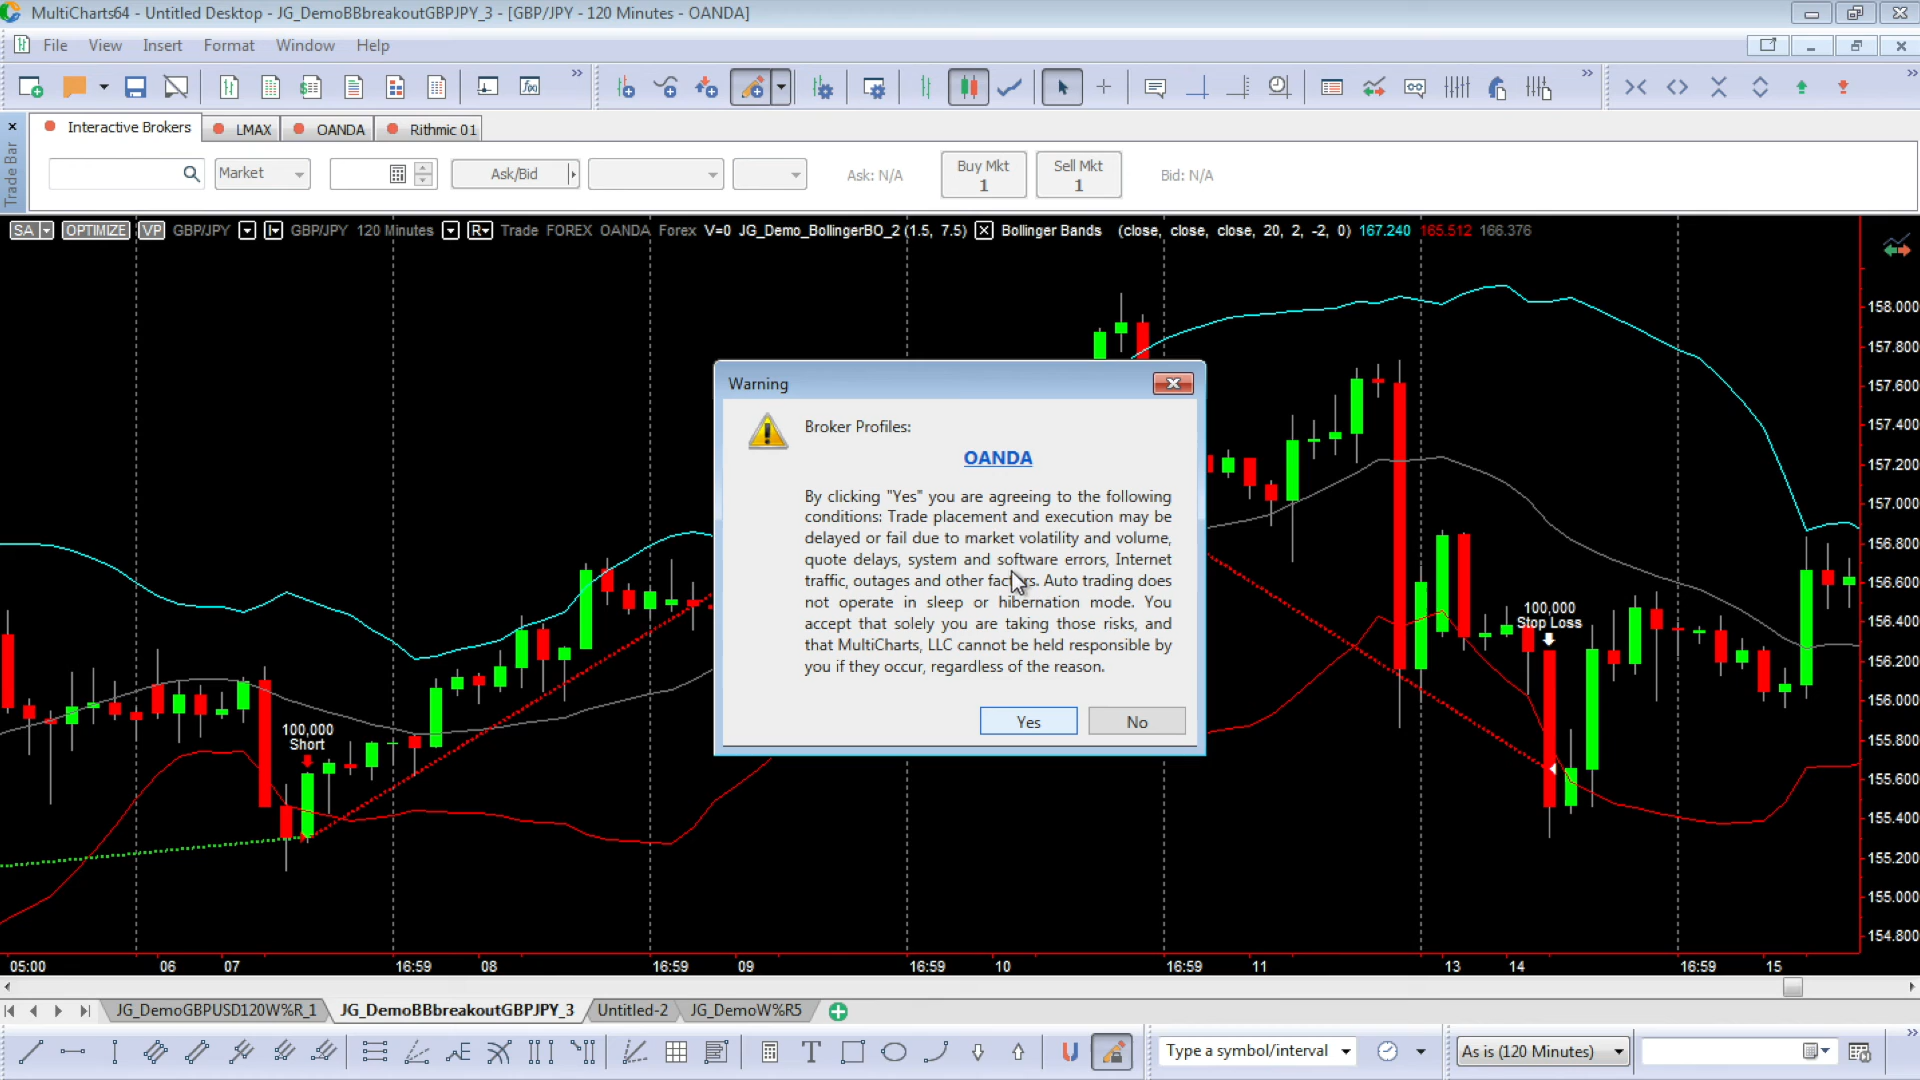 MultiCharts64 - Untitled Desktop - JG_DemoBBbreakoutGBPJPY_3 - [GBP/JPY - 120 Minutes - OANDA]
File View Insert Format Window Help
Interactive Brokers LMAX OANDA Rithmic 01
Trade Bar
Market Ask/Bid Ask: N/A Buy Mkt 1 Sell Mkt 1 Bid: N/A
SA OPTIMIZE VP GBP/JPY I GBP/JPY 120 Minutes R Trade FOREX OANDA Forex V=0 JG_Demo_BollingerBO_2 (1.5, 7.5) Bollinger Bands (close, close, close, 20, 2, -2, 0) 167.240 165.512 166.376
158.000
157.800
157.600
157.400
157.200
157.000
156.800
156.600
156.400
156.200
156.000
155.800
155.600
155.400
155.200
155.000
154.800
Warning
Broker Profiles:
OANDA
By clicking "Yes" you are agreeing to the following
conditions: Trade placement and execution may be
delayed or fail due to market volatility and volume,
quote delays, system and software errors, Internet
traffic, outages and other factors. Auto trading does
not operate in sleep or hibernation mode. You
accept that solely you are taking those risks, and
that MultiCharts, LLC cannot be held responsible by
you if they occur, regardless of the reason.
Yes No
100,000
Short
100,000
Stop Loss
05:00 06 07 16:59 08 16:59 09 16:59 10 16:59 11 13 14 16:59 15
JG_DemoGBPUSD120W%R_1 JG_DemoBBbreakoutGBPJPY_3 Untitled-2 JG_DemoW%R5
Type a symbol/interval As is (120 Minutes)